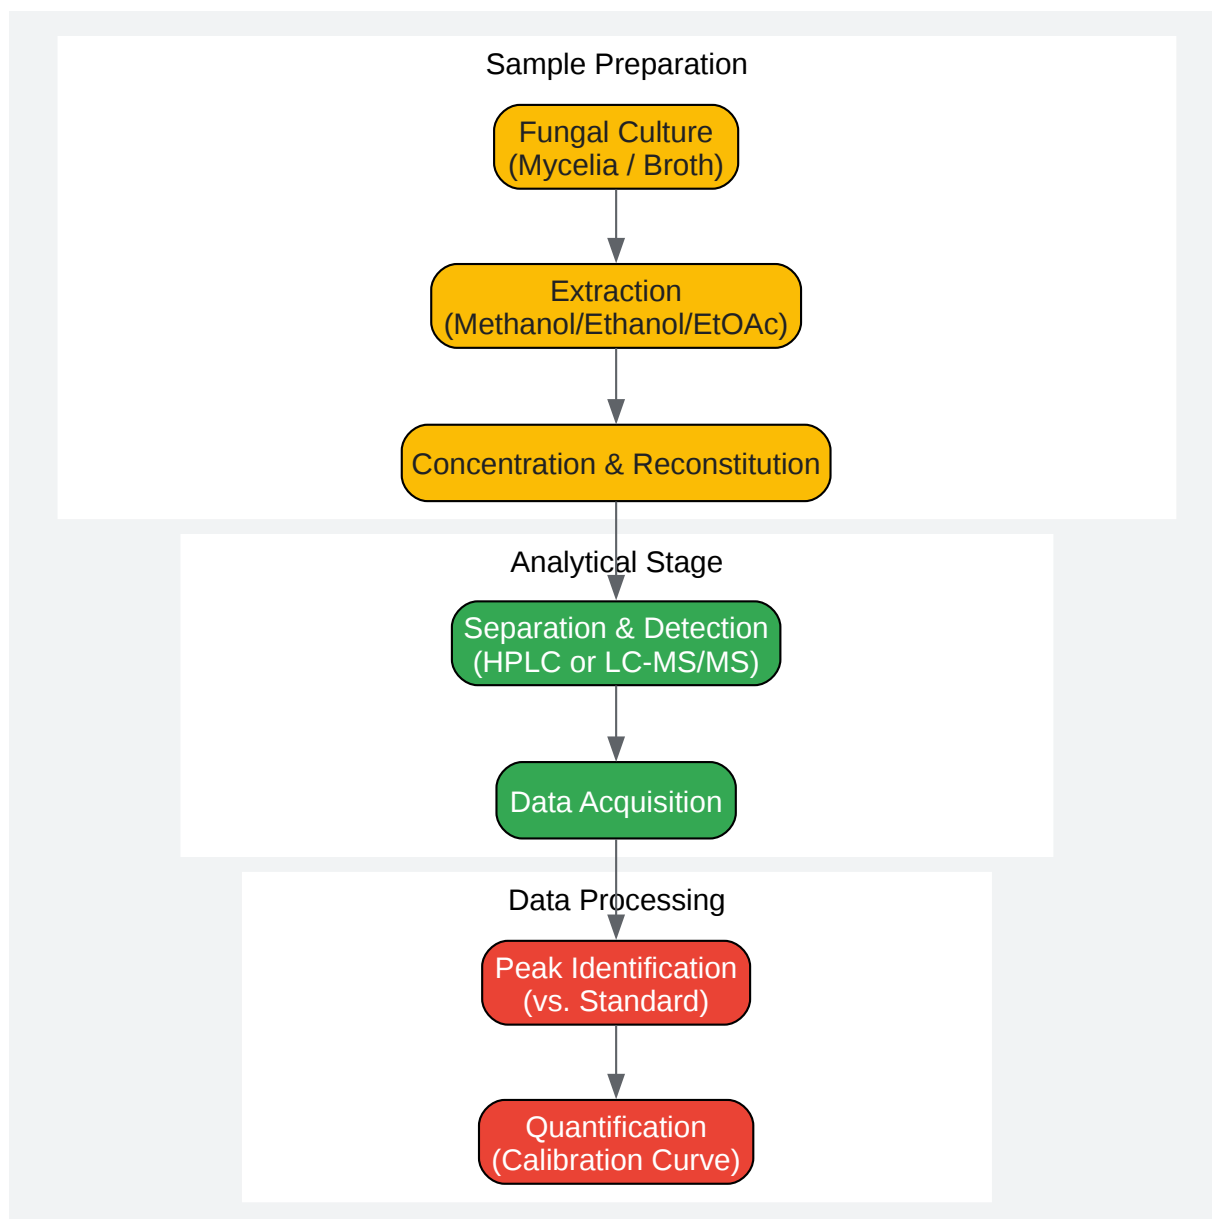 Sample Preparation
Fungal Culture
(Mycelia / Broth)
Extraction
(Methanol/Ethanol/EtOAc)
Concentration & Reconstitution
Analytical Stage
Separation & Detection
(HPLC or LC-MS/MS)
Data Acquisition
Data Processing
Peak Identification
(vs. Standard)
Quantification
(Calibration Curve)